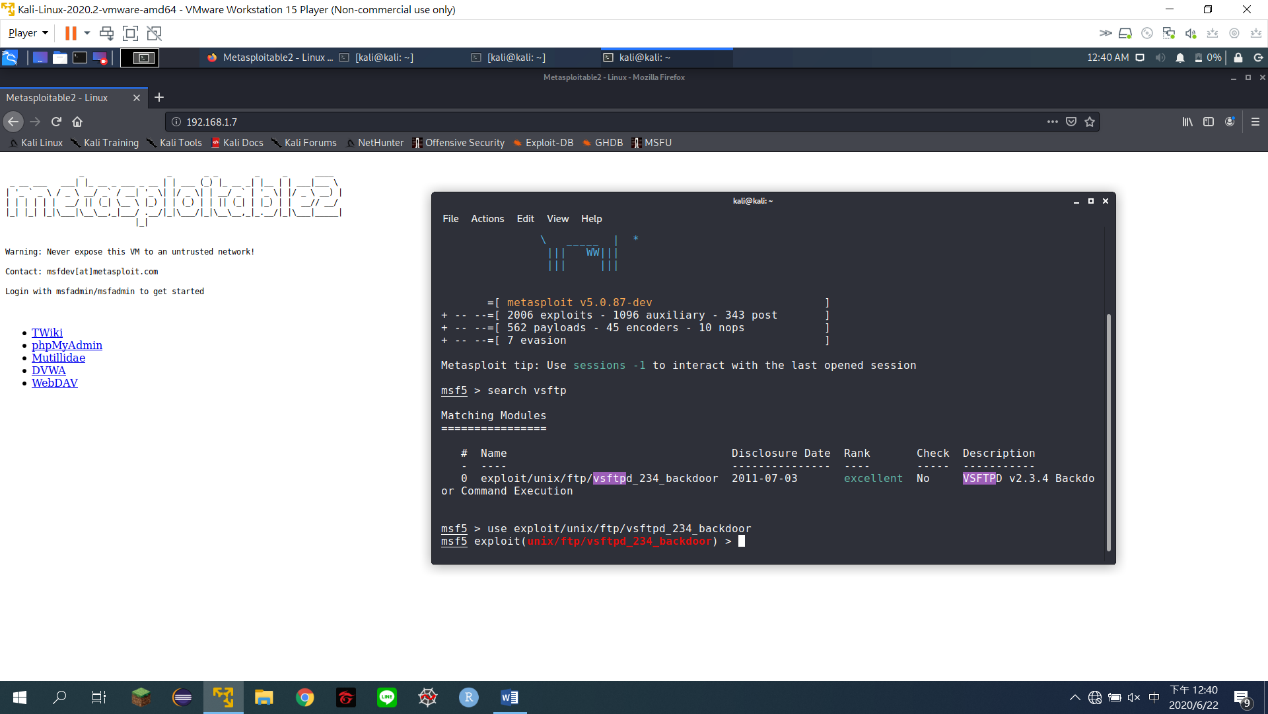 Kali-Linux-2020.2-vmware-amd64 - VMware Workstation 15 Player (Non-commercial use only)
Player
Metasploitable2 - Linux ... [kali@kali: ~] [kali@kali: ~] kali@kali: ~ 12:40 AM 0%
Metasploitable2 - Linux - Mozilla Firefox
Metasploitable2 - Linux
192.168.1.7
Kali Linux Kali Training Kali Tools Kali Docs Kali Forums NetHunter Offensive Security Exploit-DB GHDB MSFU
metasploitable2
Warning: Never expose this VM to an untrusted network!
Contact: msfdev[at]metasploit.com
Login with msfadmin/msfadmin to get started
TWiki
phpMyAdmin
Mutillidae
DVWA
WebDAV
kali@kali: ~
File Actions Edit View Help
\ _____ | *
||| WW|||
||| |||
=[ metasploit v5.0.87-dev ]
+ -- --=[ 2006 exploits - 1096 auxiliary - 343 post ]
+ -- --=[ 562 payloads - 45 encoders - 10 nops ]
+ -- --=[ 7 evasion ]
Metasploit tip: Use sessions -1 to interact with the last opened session
msf5 > search vsftp
Matching Modules
================
# Name Disclosure Date Rank Check Description
- ---- --------------- ---- ----- -----------
0 exploit/unix/ftp/vsftpd_234_backdoor 2011-07-03 excellent No VSFTPD v2.3.4 Backdo
or Command Execution
msf5 > use exploit/unix/ftp/vsftpd_234_backdoor
msf5 exploit(unix/ftp/vsftpd_234_backdoor) >
中
下午 12:40
2020/6/22
9